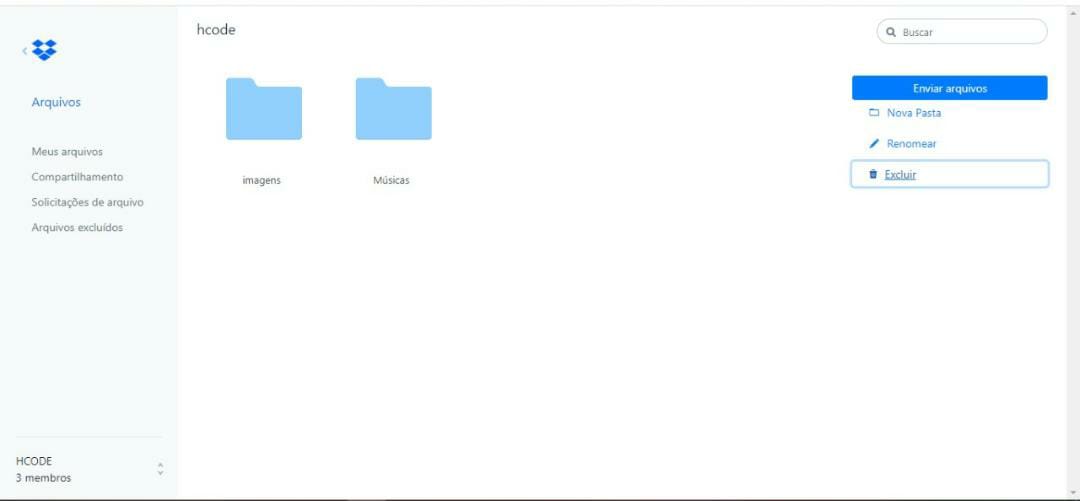 hcode
Buscar
Arquivos
Meus arquivos
Compartilhamento
Solicitações de arquivo
Arquivos excluídos
imagens
Músicas
Enviar arquivos
Nova Pasta
Renomear
Excluir
HCODE
3 membros